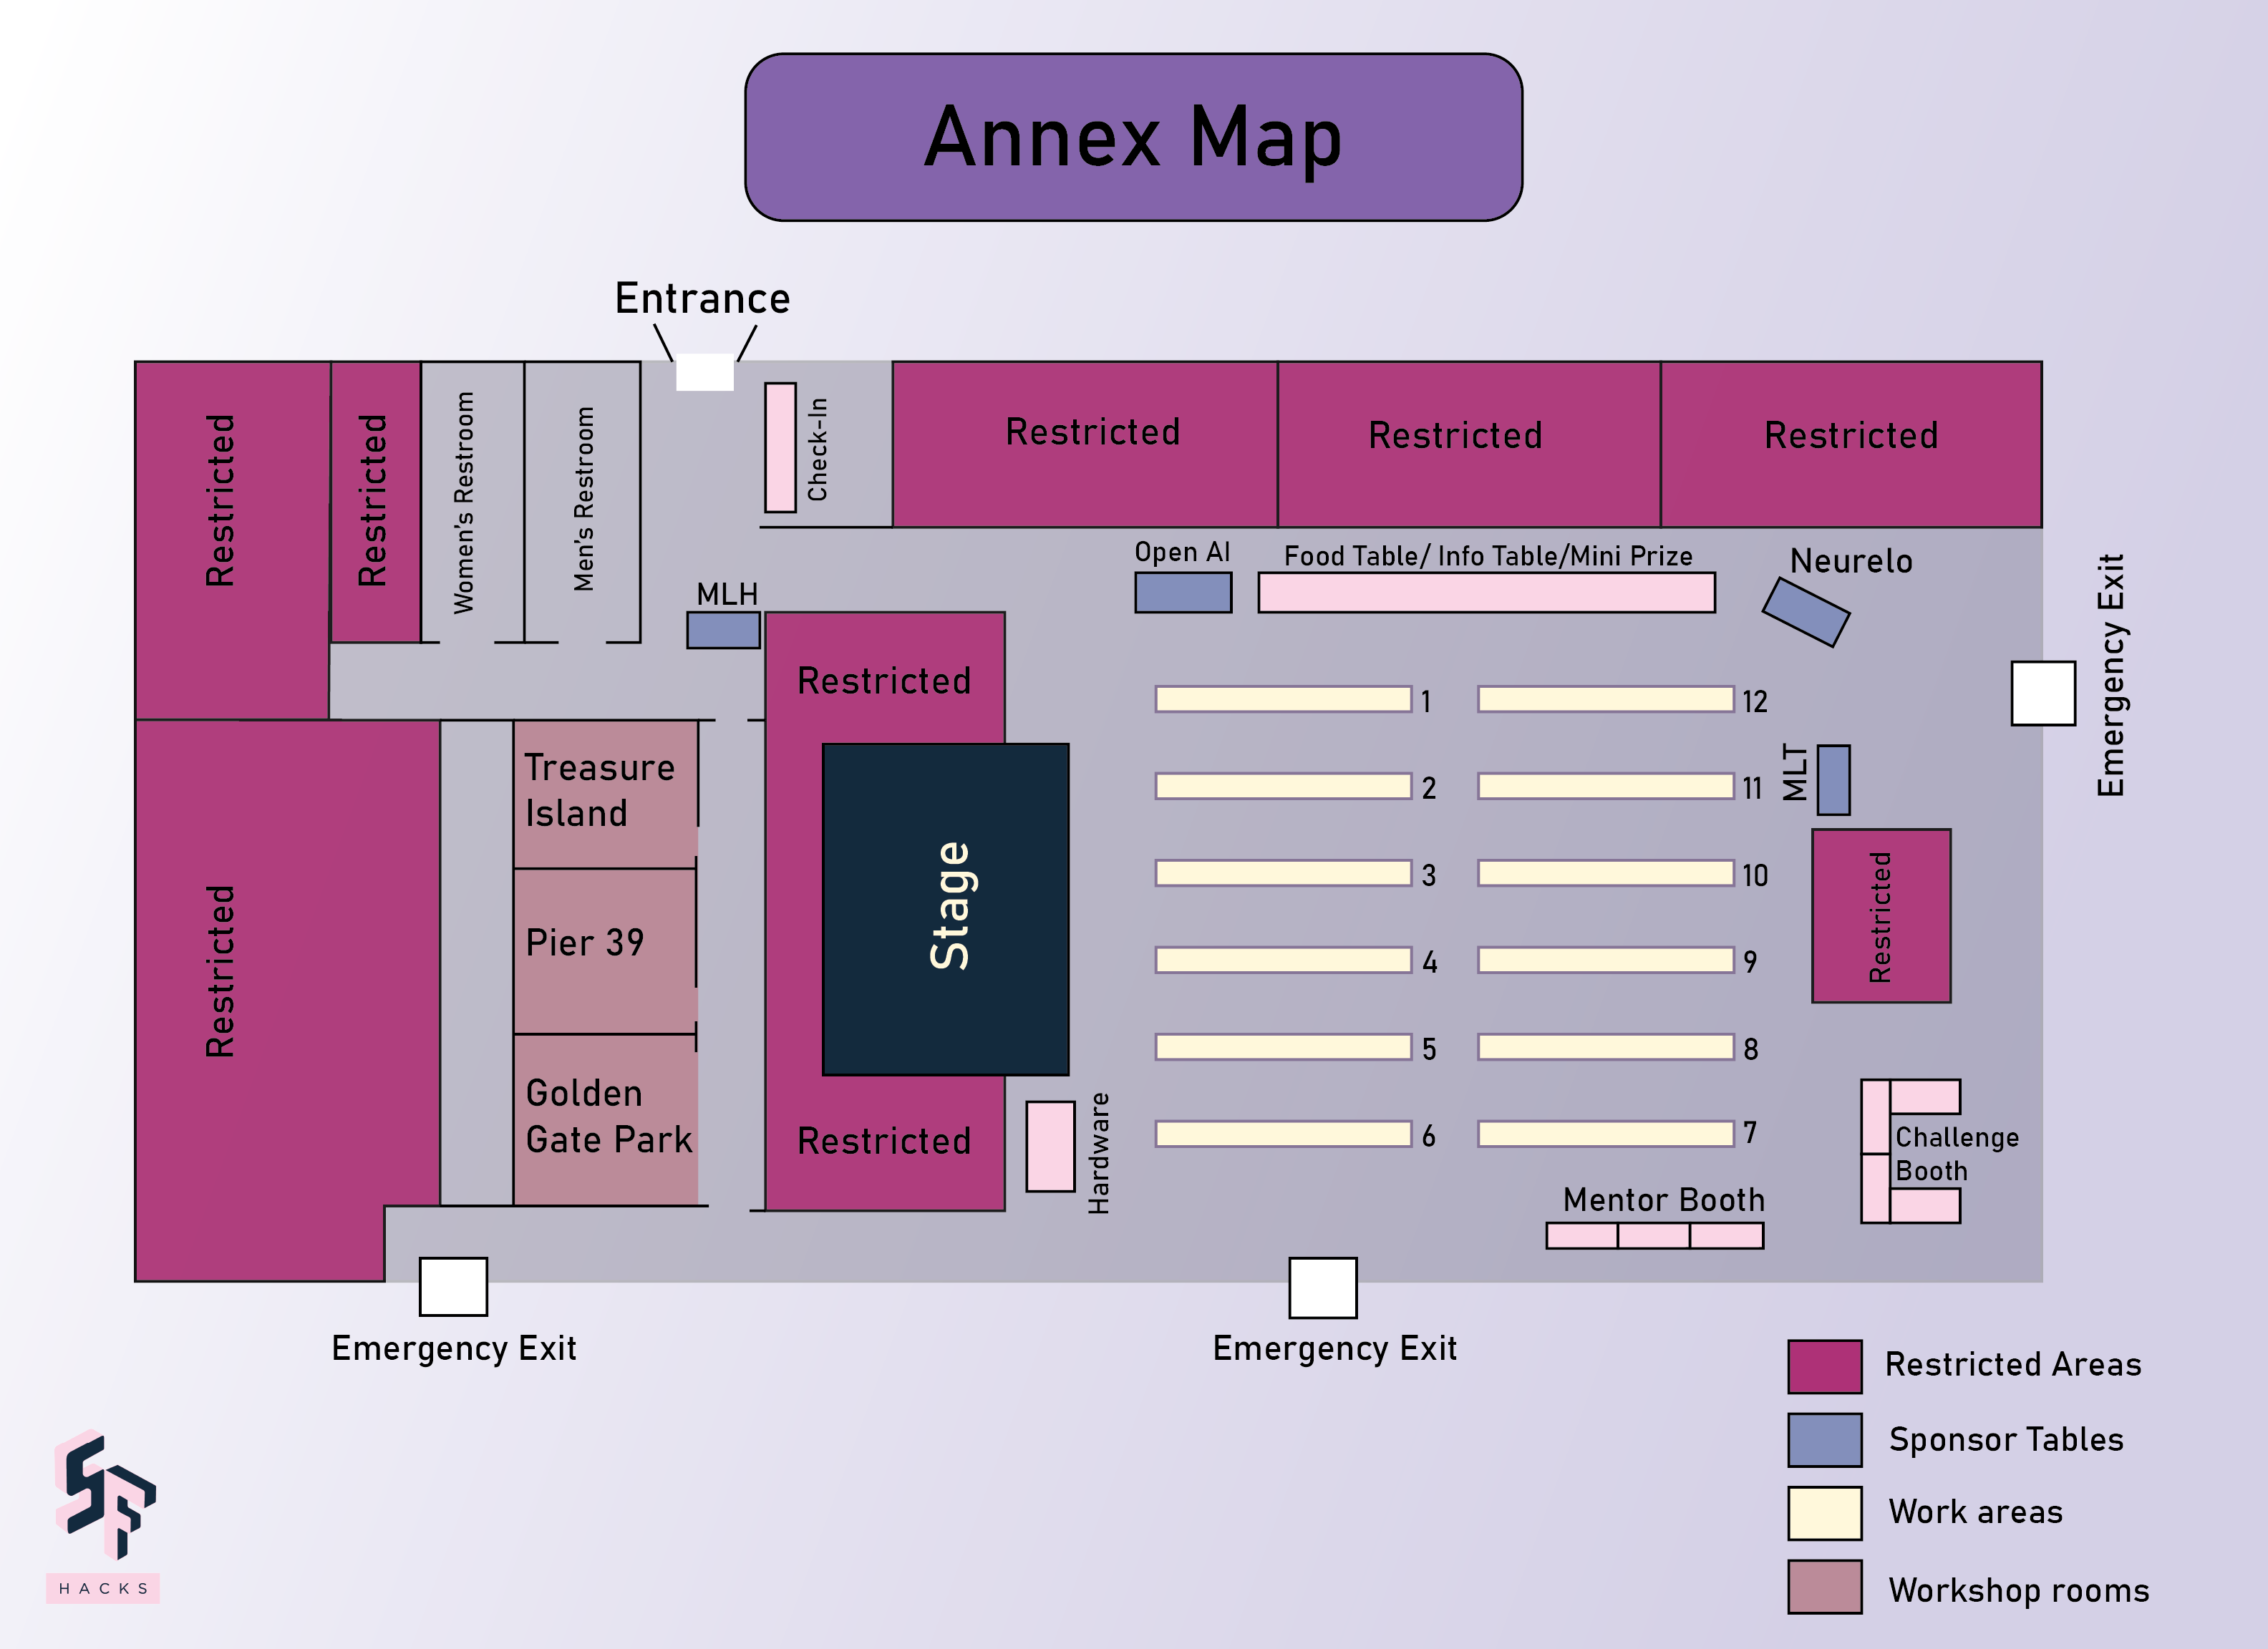 Annex Map
Entrance
Restricted
Restricted
Women's Restroom
Men's Restroom
Check-In
Restricted
Restricted
Restricted
Open AI
Food Table/ Info Table/Mini Prize
Neurelo
Emergency Exit
MLH
Restricted
1
12
Treasure
Island
2
11
MLT
Stage
3
10
Restricted
Restricted
Pier 39
4
9
5
8
Golden
Gate Park
Restricted
Hardware
6
7
Challenge
Booth
Mentor Booth
Emergency Exit
Emergency Exit
Restricted Areas
Sponsor Tables
Work areas
Workshop rooms
SF
HACKS